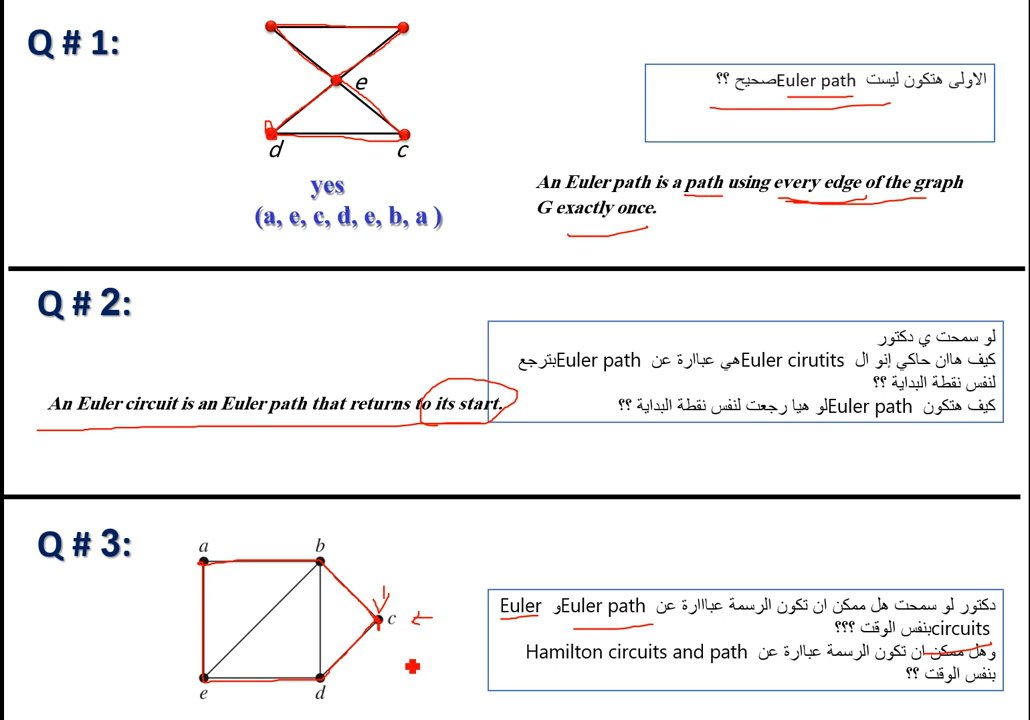 Q # 1:
e
d
c
yes
(a, e, c, d, e, b, a )
الاولى هتكون ليست Euler pathصحيح ؟؟
An Euler path is a path using every edge of the graph
G exactly once.
Q # 2:
An Euler circuit is an Euler path that returns to its start.
لو سمحت ي دكتور
كيف هاان حاكي إنو ال Euler cirutits هي عباارة عن Euler pathبترجع
لنفس نقطة البداية ؟؟
كيف هتكون Euler pathلو هيا رجعت لنفس نقطة البداية ؟؟
Q # 3:
a
b
c
e
d
دكتور لو سمحت هل ممكن ان تكون الرسمة عبااارة عن Euler pathو Euler
circuitsبنفس الوقت ؟؟؟
وهل ممكن ان تكون الرسمة عباارة عن Hamilton circuits and path
بنفس الوقت ؟؟